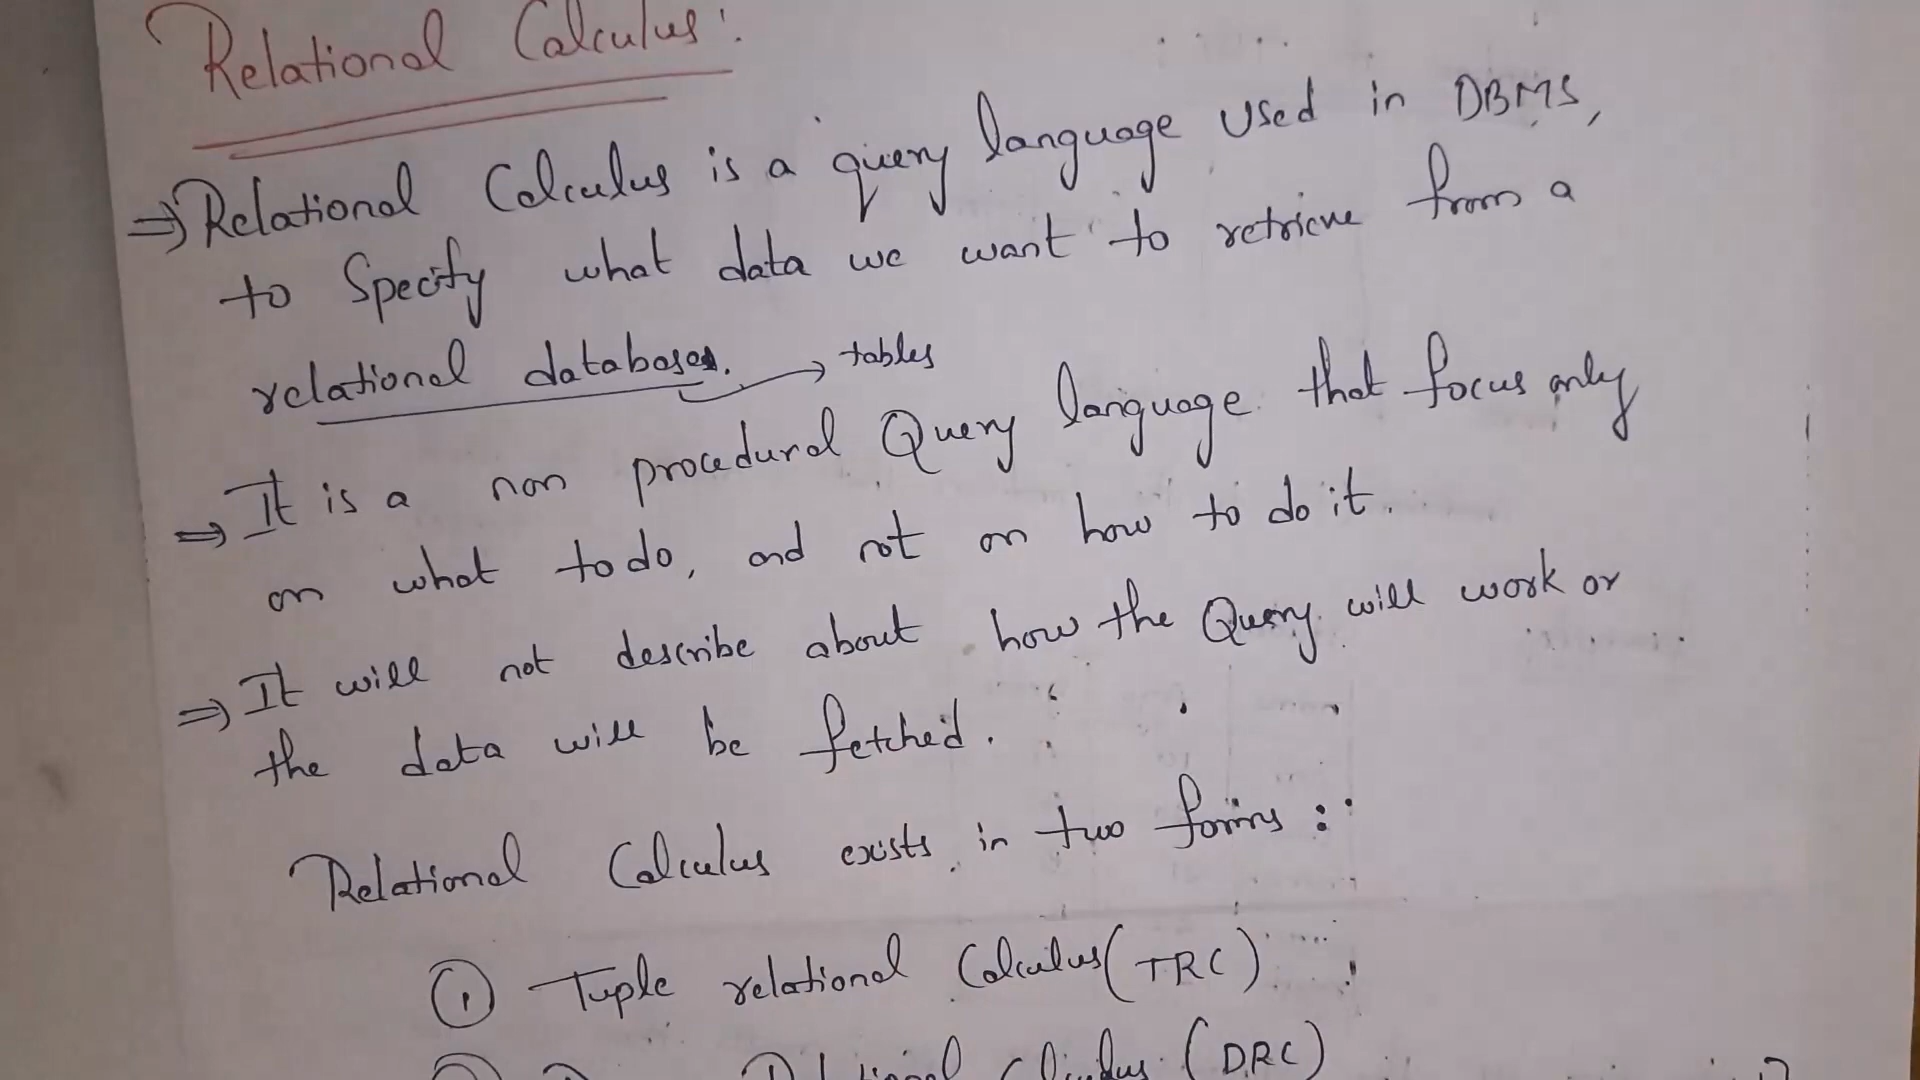 Relational Calculus:
⇒ Relational Calculus is a query language used in DBMS,
to Specify what data we want to retrieve from a
relational databases. → tables
⇒ It is a non procedural Query language that focus only
on what to do, and not on how to do it.
⇒ It will not describe about how the Query will work or
the data will be fetched.
Relational Calculus exists in two forms:
① Tuple relational Calculus (TRC)
Relational Calculus (DRC)